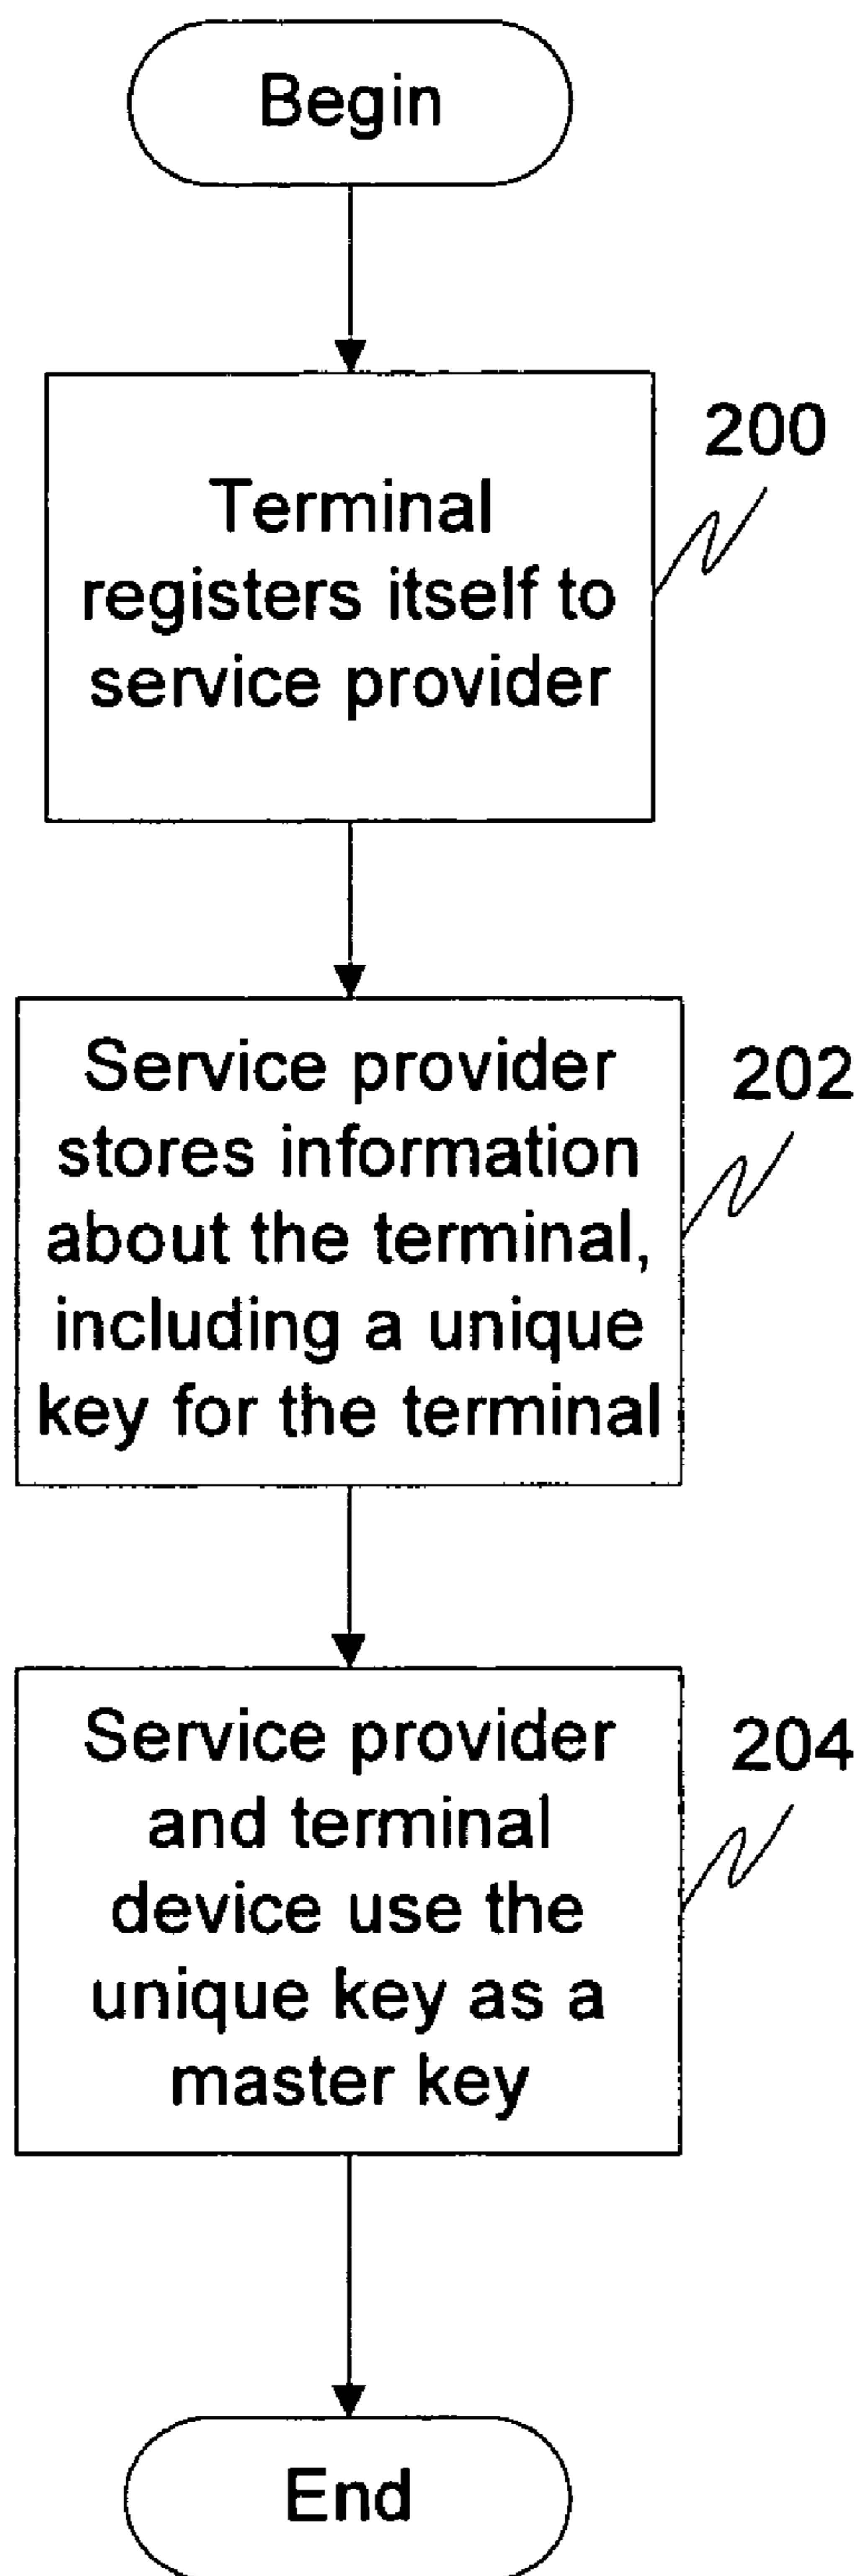 Begin
200
Terminal
registers itself to
service provider
202
Service provider
stores information
about the terminal,
including a unique
key for the terminal
204
Service provider
and terminal
device use the
unique key as a
master key
End